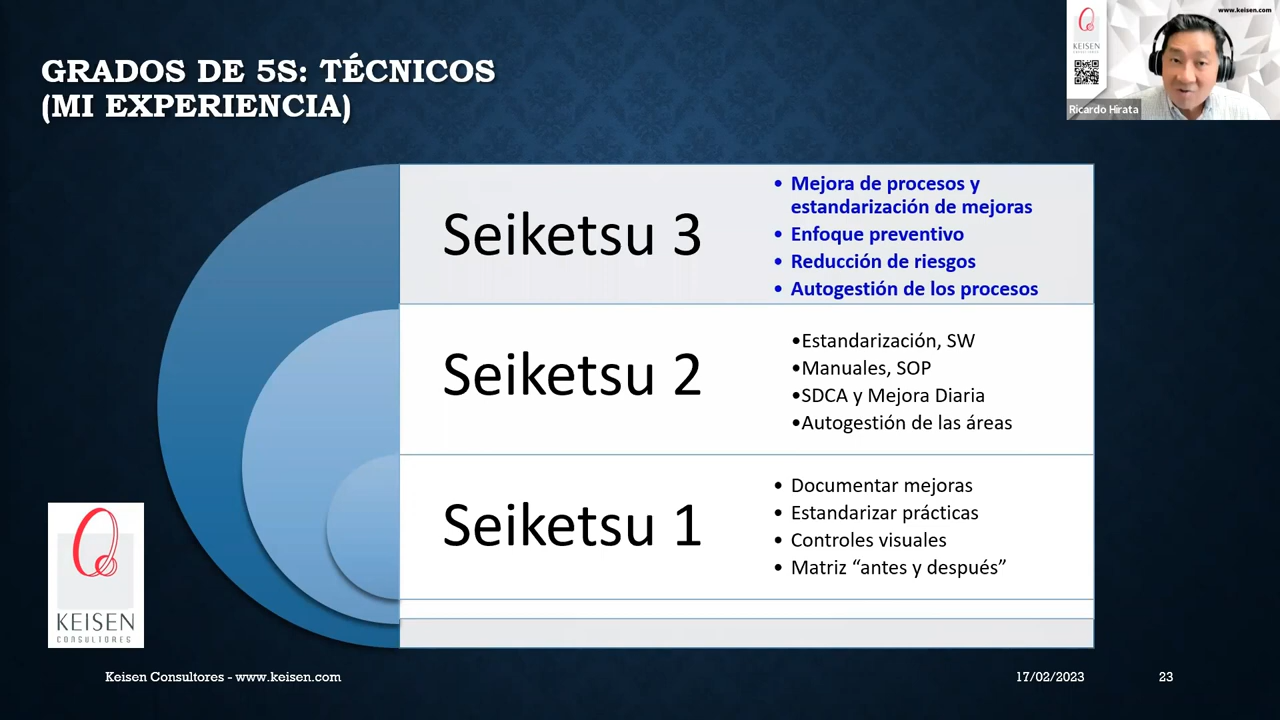 GRADOS DE 5S: TÉCNICOS
(MI EXPERIENCIA)
www.keisen.com
KEISEN
CONSULTORES
Ricardo Hirata
Seiketsu 3
• Mejora de procesos y
estandarización de mejoras
• Enfoque preventivo
• Reducción de riesgos
• Autogestión de los procesos
Seiketsu 2
•Estandarización, SW
•Manuales, SOP
•SDCA y Mejora Diaria
•Autogestión de las áreas
Seiketsu 1
• Documentar mejoras
• Estandarizar prácticas
• Controles visuales
• Matriz “antes y después”
KEISEN
CONSULTORES
Keisen Consultores - www.keisen.com
17/02/2023
23